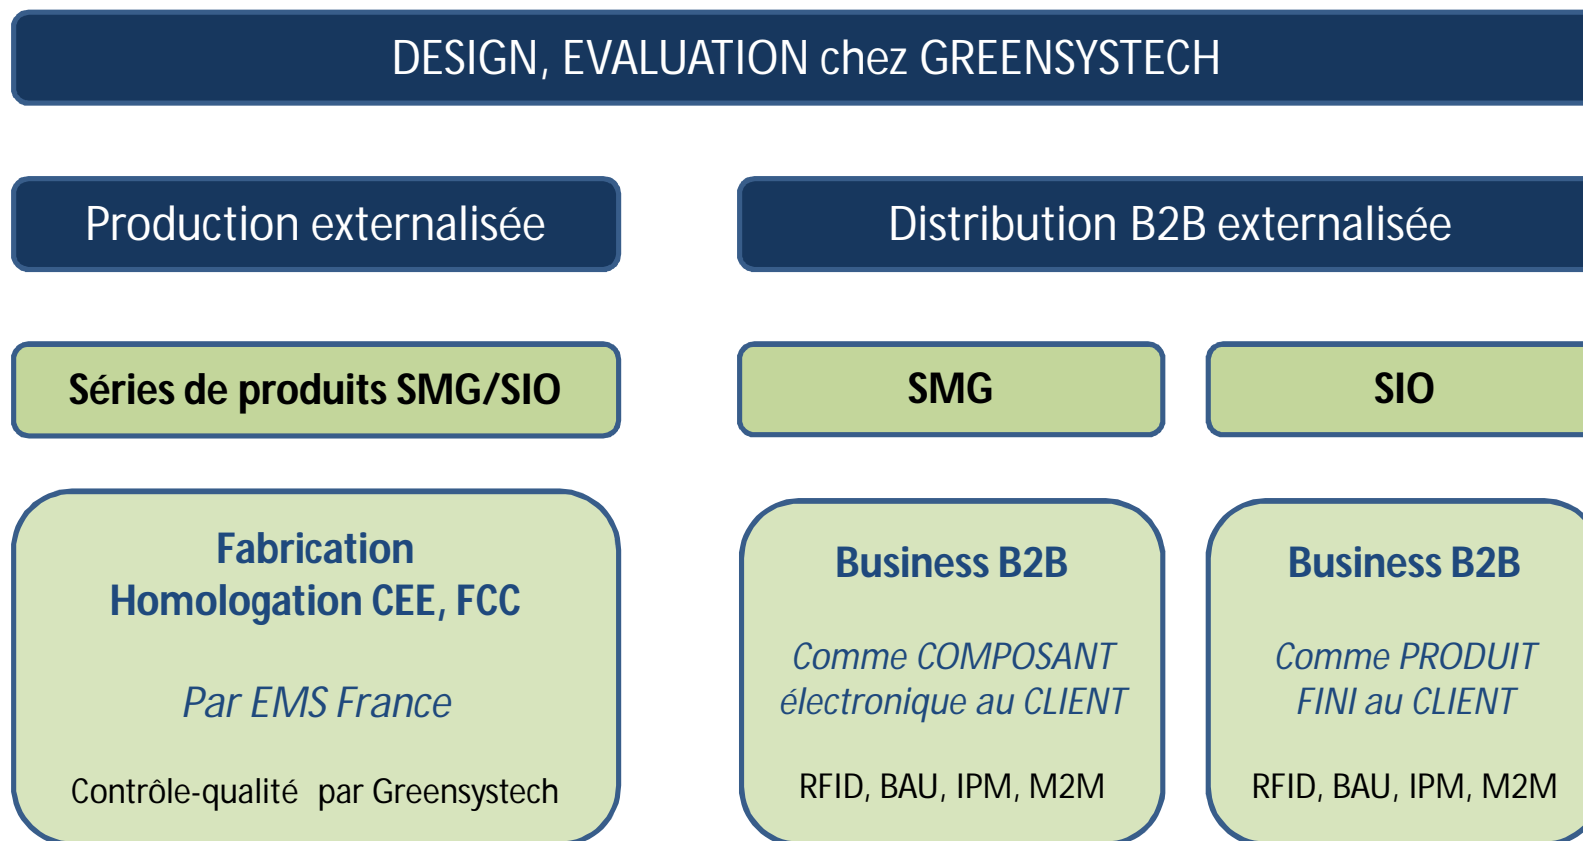 DESIGN, EVALUATION chez GREENSYSTECH
Production externalisée
Distribution B2B externalisée
Séries de produits SMG/SIO
SMG
SIO
Fabrication
Homologation CEE, FCC
Par EMS France
Contrôle-qualité par Greensystech
Business B2B
Comme COMPOSANT
électronique au CLIENT
RFID, BAU, IPM, M2M
Business B2B
Comme PRODUIT
FINI au CLIENT
RFID, BAU, IPM, M2M